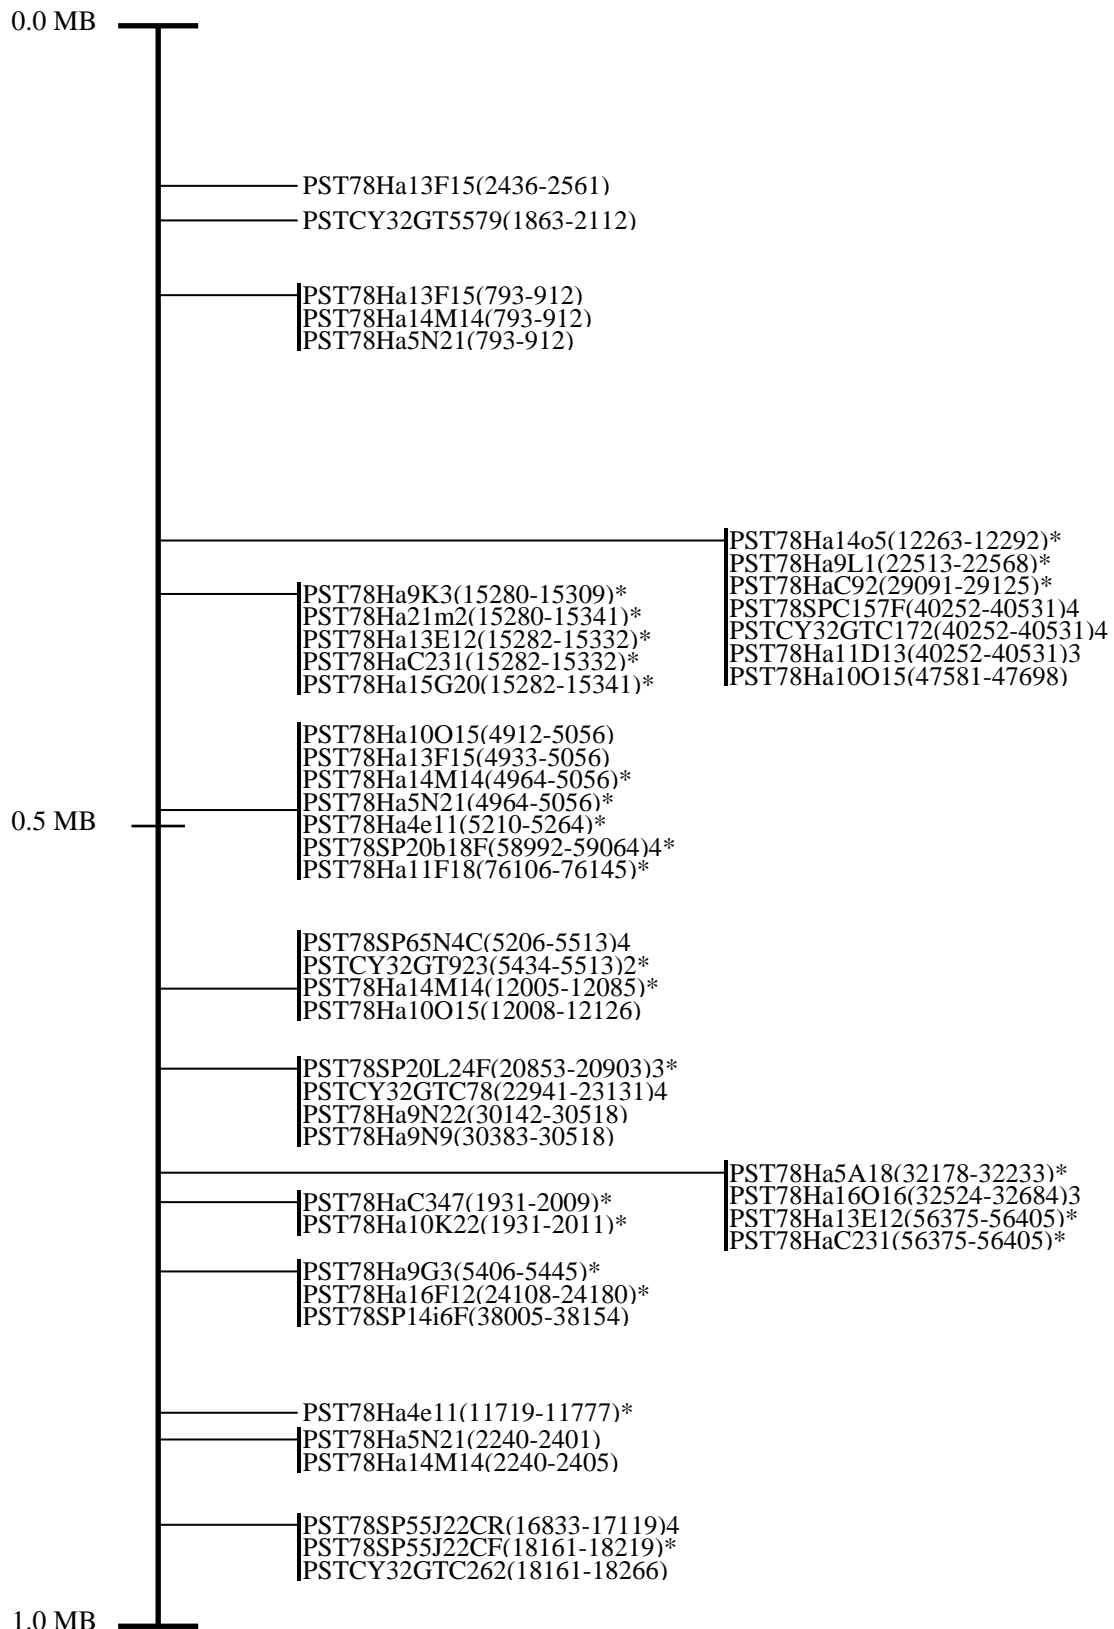 0.0 MB
PST78Ha13F15(2436-2561)
PSTCY32GT5579(1863-2112)
PST78Ha13F15(793-912)
PST78Ha14M14(793-912)
PST78Ha5N21(793-912)
PST78Ha14o5(12263-12292)*
PST78Ha9L1(22513-22568)*
PST78HaC92(29091-29125)*
PST78SPC157F(40252-40531)4
PSTCY32GTC172(40252-40531)4
PST78Ha11D13(40252-40531)3
PST78Ha10O15(47581-47698)
PST78Ha9K3(15280-15309)*
PST78Ha21m2(15280-15341)*
PST78Ha13E12(15282-15332)*
PST78HaC231(15282-15332)*
PST78Ha15G20(15282-15341)*
PST78Ha10O15(4912-5056)
PST78Ha13F15(4933-5056)
PST78Ha14M14(4964-5056)*
PST78Ha5N21(4964-5056)*
PST78Ha4e11(5210-5264)*
PST78SP20b18F(58992-59064)4*
PST78Ha11F18(76106-76145)*
0.5 MB
PST78SP65N4C(5206-5513)4
PSTCY32GT923(5434-5513)2*
PST78Ha14M14(12005-12085)*
PST78Ha10O15(12008-12126)
PST78SP20L24F(20853-20903)3*
PSTCY32GTC78(22941-23131)4
PST78Ha9N22(30142-30518)
PST78Ha9N9(30383-30518)
PST78Ha5A18(32178-32233)*
PST78Ha16O16(32524-32684)3
PST78Ha13E12(56375-56405)*
PST78HaC231(56375-56405)*
PST78HaC347(1931-2009)*
PST78Ha10K22(1931-2011)*
PST78Ha9G3(5406-5445)*
PST78Ha16F12(24108-24180)*
PST78SP14i6F(38005-38154)
PST78Ha4e11(11719-11777)*
PST78Ha5N21(2240-2401)
PST78Ha14M14(2240-2405)
PST78SP55J22CR(16833-17119)4
PST78SP55J22CF(18161-18219)*
PSTCY32GTC262(18161-18266)
1.0 MB